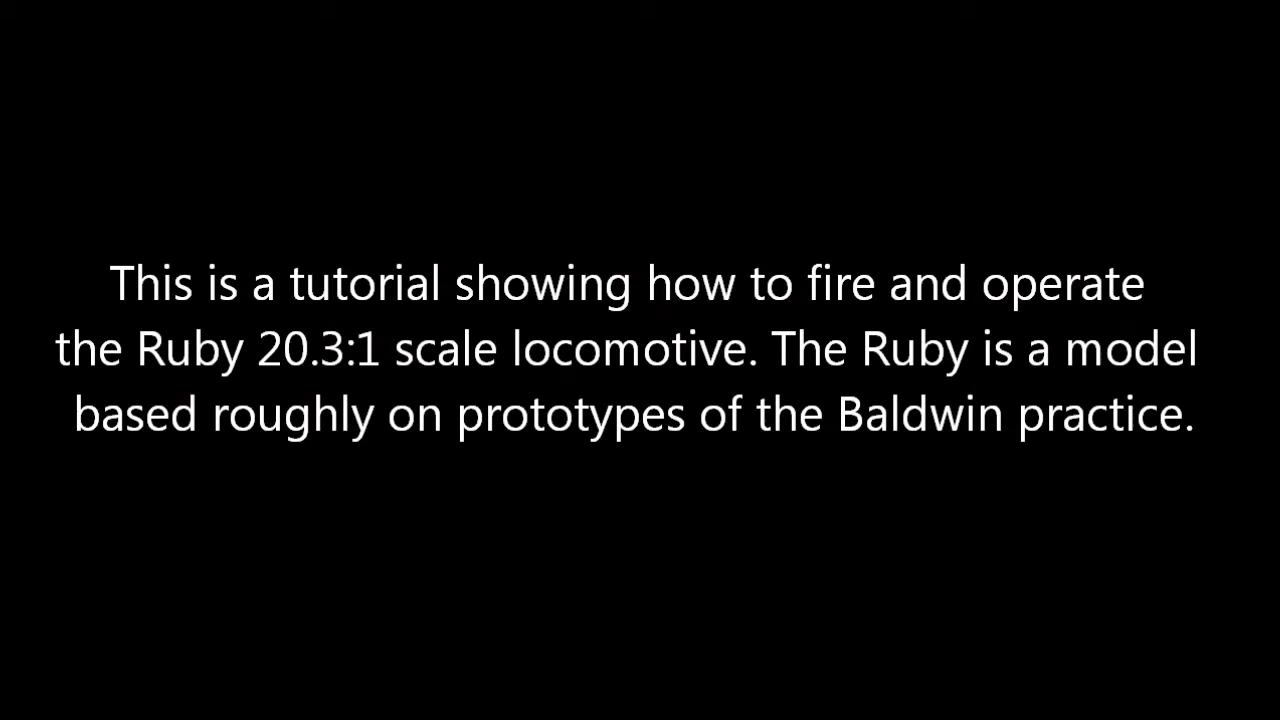 This is a tutorial showing how to fire and operate
the Ruby 20.3:1 scale locomotive. The Ruby is a model
based roughly on prototypes of the Baldwin practice.